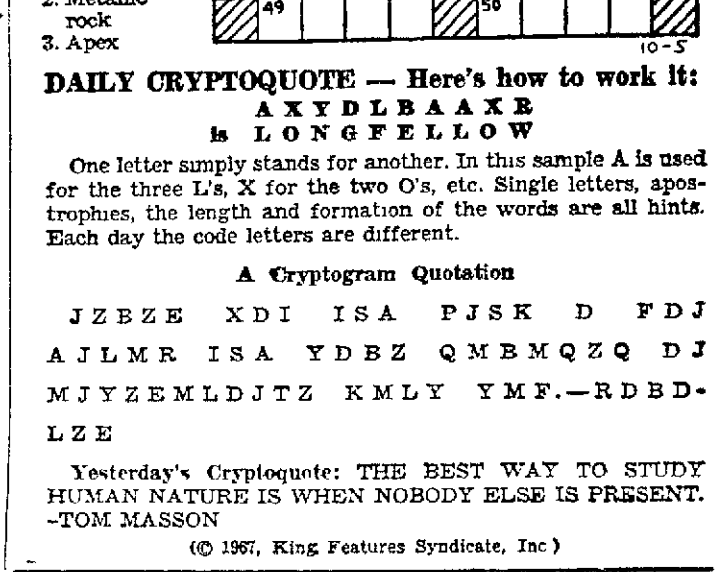 2. Metallic
rock
3. Apex
49
50
10-5
DAILY CRYPTOQUOTE — Here's how to work it:
A X Y D L B A A X R
is L O N G F E L L O W
One letter simply stands for another. In this sample A is used
for the three L's, X for the two O's, etc. Single letters, apos-
trophies, the length and formation of the words are all hints.
Each day the code letters are different.
A Cryptogram Quotation
J Z B Z E X D I I S A P J S K D F D J
A J L M R I S A Y D B Z Q M B M Q Z Q D J
M J Y Z E M L D J T Z K M L Y Y M F . — R D B D -
L Z E
Yesterday's Cryptoquote: THE BEST WAY TO STUDY
HUMAN NATURE IS WHEN NOBODY ELSE IS PRESENT.
-TOM MASSON
(© 1967, King Features Syndicate, Inc)